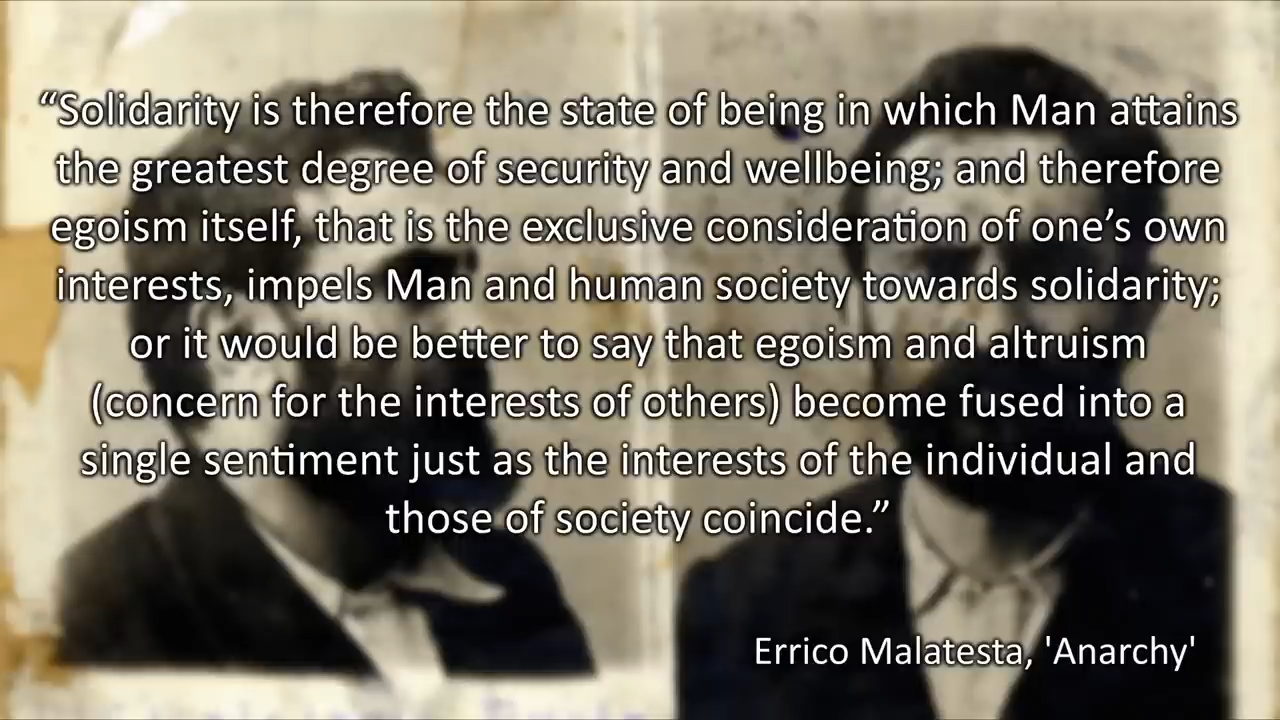 “Solidarity is therefore the state of being in which Man attains
the greatest degree of security and wellbeing; and therefore
egoism itself, that is the exclusive consideration of one’s own
interests, impels Man and human society towards solidarity;
or it would be better to say that egoism and altruism
(concern for the interests of others) become fused into a
single sentiment just as the interests of the individual and
those of society coincide.”
Errico Malatesta, 'Anarchy'